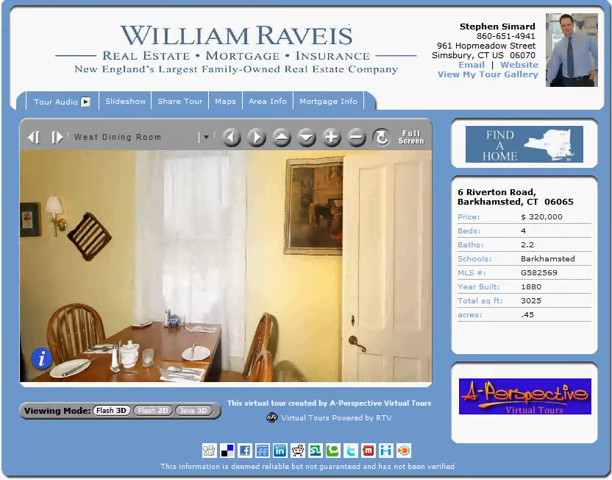 WILLIAM RAVEIS
REAL ESTATE • MORTGAGE • INSURANCE
New England's Largest Family-Owned Real Estate Company
Stephen Simard
860-651-4941
961 Hopmeadow Street
Simsbury, CT US 06070
Email | Website
View My Tour Gallery
Tour Audio
Slideshow
Share Tour
Maps
Area Info
Mortgage Info
West Dining Room
Full
Screen
FIND
A
HOME
6 Riverton Road,
Barkhamsted, CT 06065
Price: $ 320,000
Beds: 4
Baths: 2.2
Schools: Barkhamsted
MLS #: G582569
Year Built: 1880
Total sq ft: 3025
acres: .45
i
Viewing Mode: Flash 3D Flash 2D Java 3D
This virtual tour created by A-Perspective Virtual Tours
Virtual Tours Powered by RTV
A-Perspective
Virtual Tours
This information is deemed reliable but not guaranteed and has not been verified